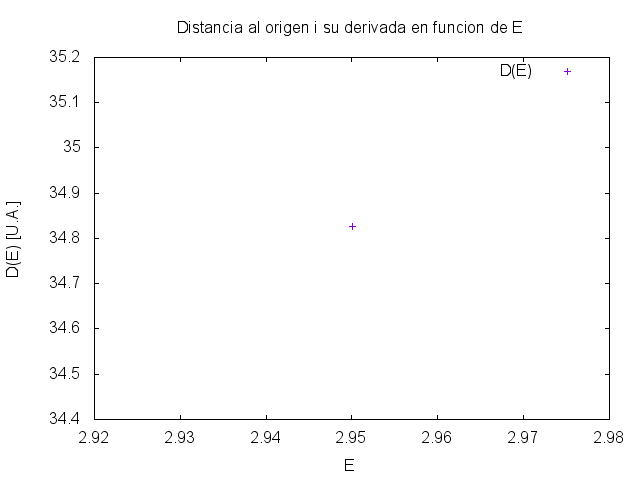 Distancia al origen i su derivada en funcion de E
35.2
D(E)
35.1
35
34.9
34.8
D(E) [U.A.]
34.7
34.6
34.5
34.4
2.92 2.93 2.94 2.95 2.96 2.97 2.98
E